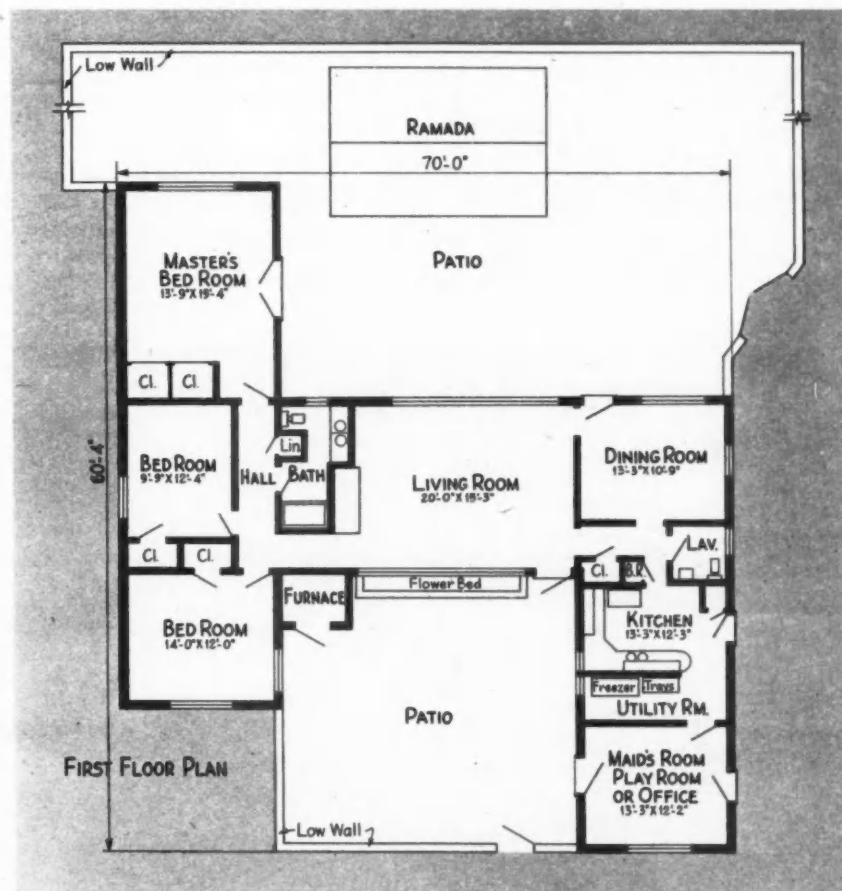 Low Wall
RAMADA
70'-0"
PATIO
MASTER'S
BED ROOM
13'-9"X15'-4"
Cl.
Cl.
60'-4"
BED ROOM
9'-9"X12'-4"
HALL
Lin.
BATH
LIVING ROOM
20'-0"X15'-3"
DINING ROOM
13'-3"X10'-9"
Cl.
Cl.
Flower Bed
Cl.
B.R.
LAV.
FURNACE
BED ROOM
14'-0"X12'-0"
KITCHEN
13'-3"X12'-3"
Freezer
Trays
UTILITY RM.
PATIO
FIRST FLOOR PLAN
MAID'S ROOM
PLAY ROOM
OR OFFICE
13'-3"X12'-2"
Low Wall